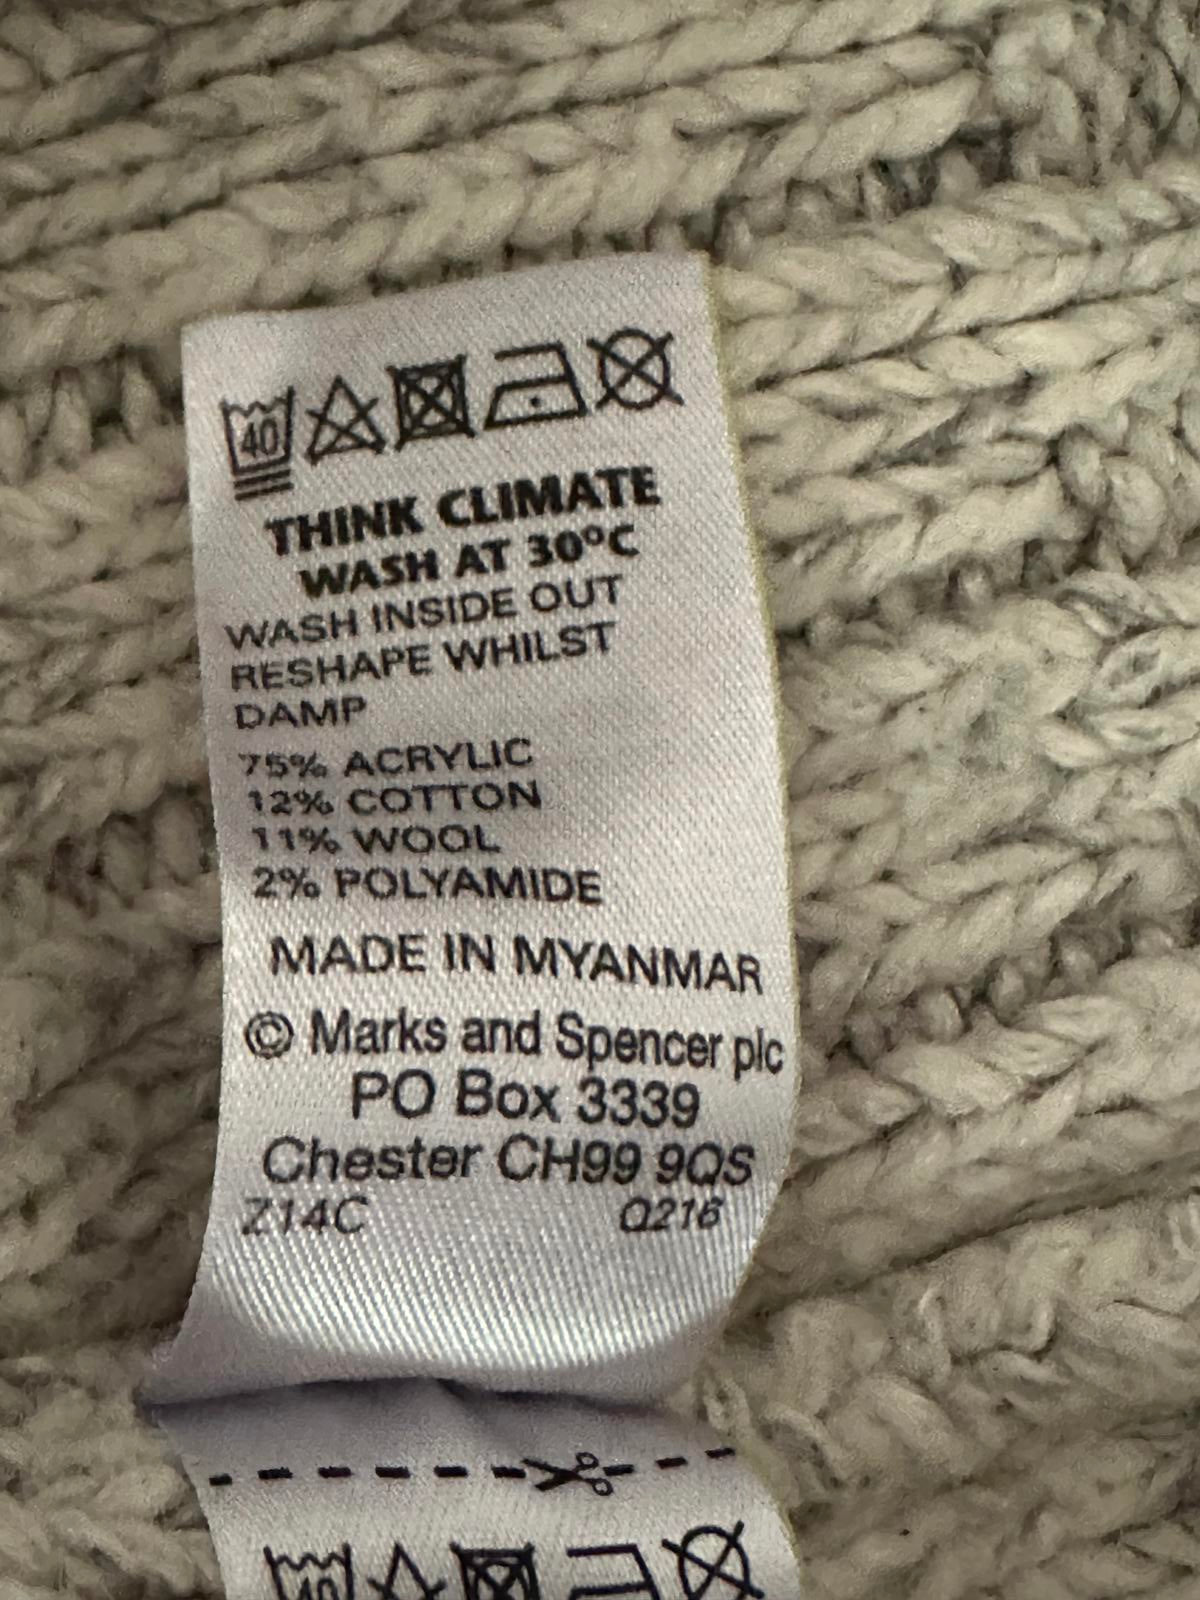 40
THINK CLIMATE
WASH AT 30°C
WASH INSIDE OUT
RESHAPE WHILST
DAMP
75% ACRYLIC
12% COTTON
11% WOOL
2% POLYAMIDE
MADE IN MYANMAR
© Marks and Spencer plc
PO Box 3339
Chester CH99 9QS
Z14C Q216
40